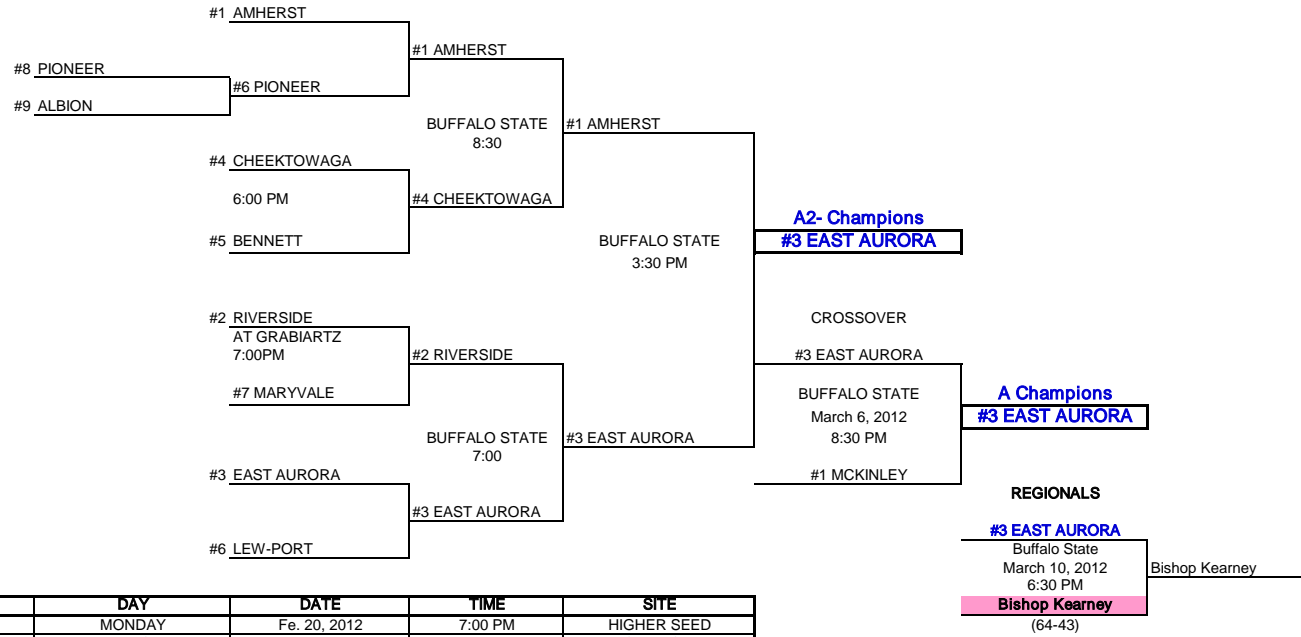 #1 AMHERST
#1 AMHERST
#8 PIONEER
#6 PIONEER
#9 ALBION
BUFFALO STATE
8:30
#1 AMHERST
#4 CHEEKTOWAGA
6:00 PM
#4 CHEEKTOWAGA
#5 BENNETT
BUFFALO STATE
3:30 PM
A2- Champions
#3 EAST AURORA
#2 RIVERSIDE
AT GRABIARTZ
7:00PM
#2 RIVERSIDE
#7 MARYVALE
CROSSOVER
#3 EAST AURORA
BUFFALO STATE
March 6, 2012
8:30 PM
A Champions
#3 EAST AURORA
BUFFALO STATE
7:00
#3 EAST AURORA
#3 EAST AURORA
#1 MCKINLEY
#3 EAST AURORA
#6 LEW-PORT
REGIONALS
#3 EAST AURORA
Buffalo State
March 10, 2012
6:30 PM
Bishop Kearney
Bishop Kearney
(64-43)
DAY DATE TIME SITE
MONDAY Fe. 20, 2012 7:00 PM HIGHER SEED